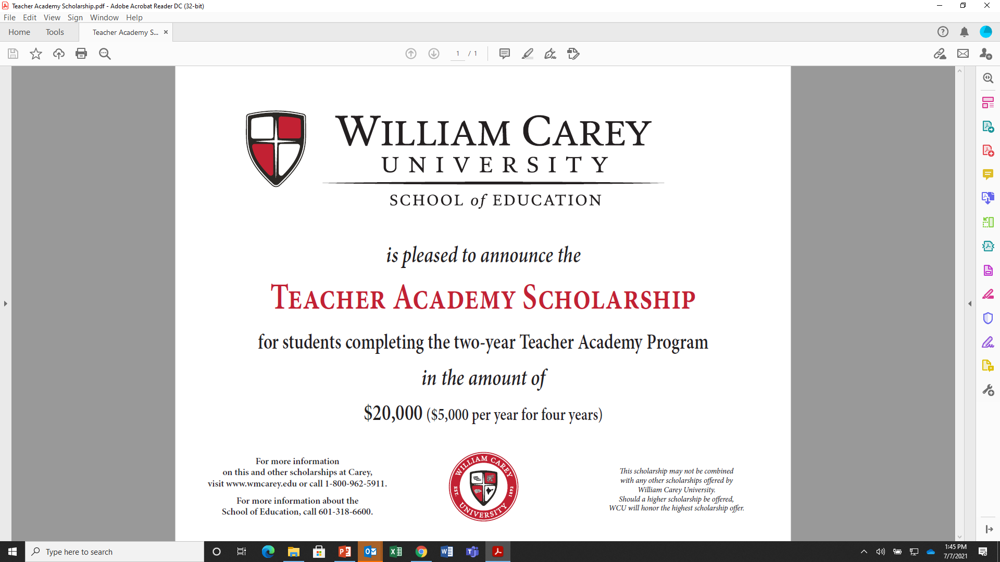 Teacher Academy Scholarship.pdf - Adobe Acrobat Reader DC (32-bit)
File Edit View Sign Window Help
Home Tools Teacher Academy S... ×
1 / 1
WILLIAM CAREY
UNIVERSITY
SCHOOL of EDUCATION
is pleased to announce the
TEACHER ACADEMY SCHOLARSHIP
for students completing the two-year Teacher Academy Program
in the amount of
$20,000 ($5,000 per year for four years)
For more information
on this and other scholarships at Carey,
visit www.wmcarey.edu or call 1-800-962-5911.
For more information about the
School of Education, call 601-318-6600.
WILLIAM CAREY
EST. 1892
UNIVERSITY
This scholarship may not be combined
with any other scholarships offered by
William Carey University.
Should a higher scholarship be offered,
WCU will honor the highest scholarship offer.
Type here to search
1:45 PM
7/7/2021